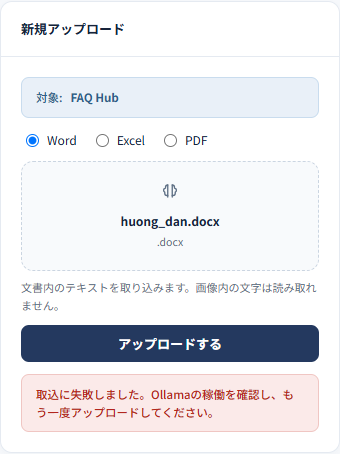 新規アップロード
対象: FAQ Hub
Word Excel PDF
huong_dan.docx
.docx
文書内のテキストを取り込みます。画像内の文字は読み取れ
ません。
アップロードする
取込に失敗しました。Ollamaの稼働を確認し、も
う一度アップロードしてください。